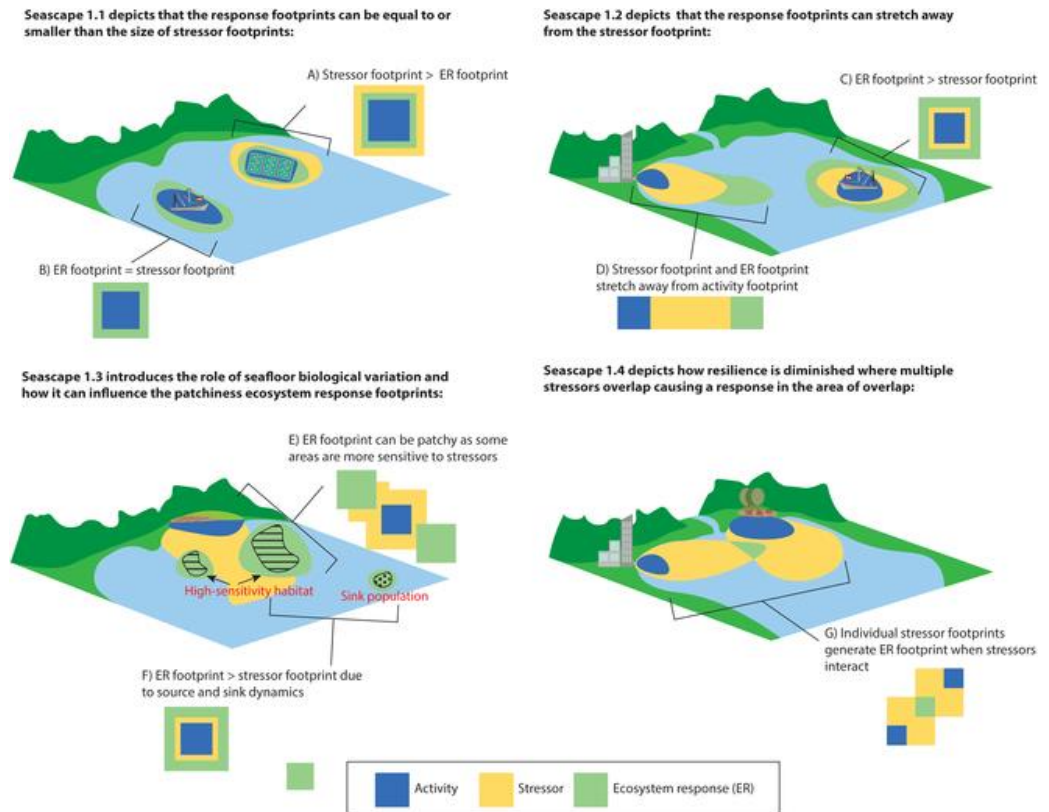 Seascape 1.1 depicts that the response footprints can be equal to or
smaller than the size of stressor footprints:
A) Stressor footprint > ER footprint
B) ER footprint = stressor footprint
Seascape 1.2 depicts that the response footprints can stretch away
from the stressor footprint:
C) ER footprint > stressor footprint
D) Stressor footprint and ER footprint
stretch away from activity footprint
Seascape 1.3 introduces the role of seafloor biological variation and
how it can influence the patchiness ecosystem response footprints:
E) ER footprint can be patchy as some
areas are more sensitive to stressors
High-sensitivity habitat
Sink population
F) ER footprint > stressor footprint due
to source and sink dynamics
Seascape 1.4 depicts how resilience is diminished where multiple
stressors overlap causing a response in the area of overlap:
G) Individual stressor footprints
generate ER footprint when stressors
interact
Activity
Stressor
Ecosystem response (ER)